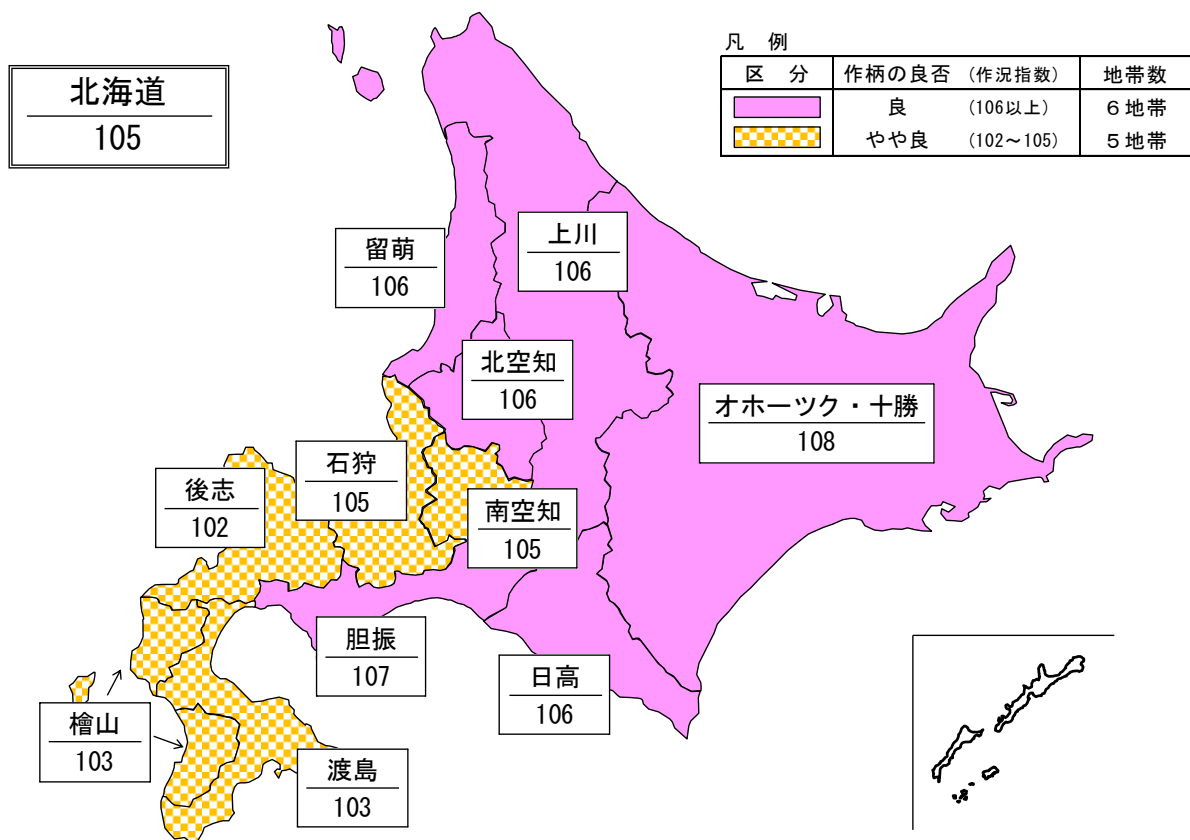 北海道
105
凡 例
区 分 作柄の良否 (作況指数) 地帯数
良 (106以上) 6地帯
やや良 (102~105) 5地帯
留萌
106
上川
106
北空知
106
オホーツク・十勝
108
石狩
105
後志
102
南空知
105
胆振
107
日高
106
檜山
103
渡島
103